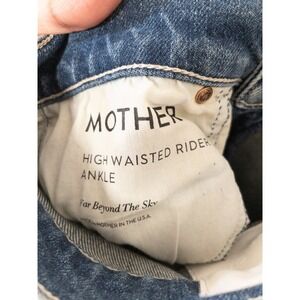 MOTHER
HIGH WAISTED RIDER
ANKLE
Far Beyond The Sky
MOTHER IN THE U.S.A.